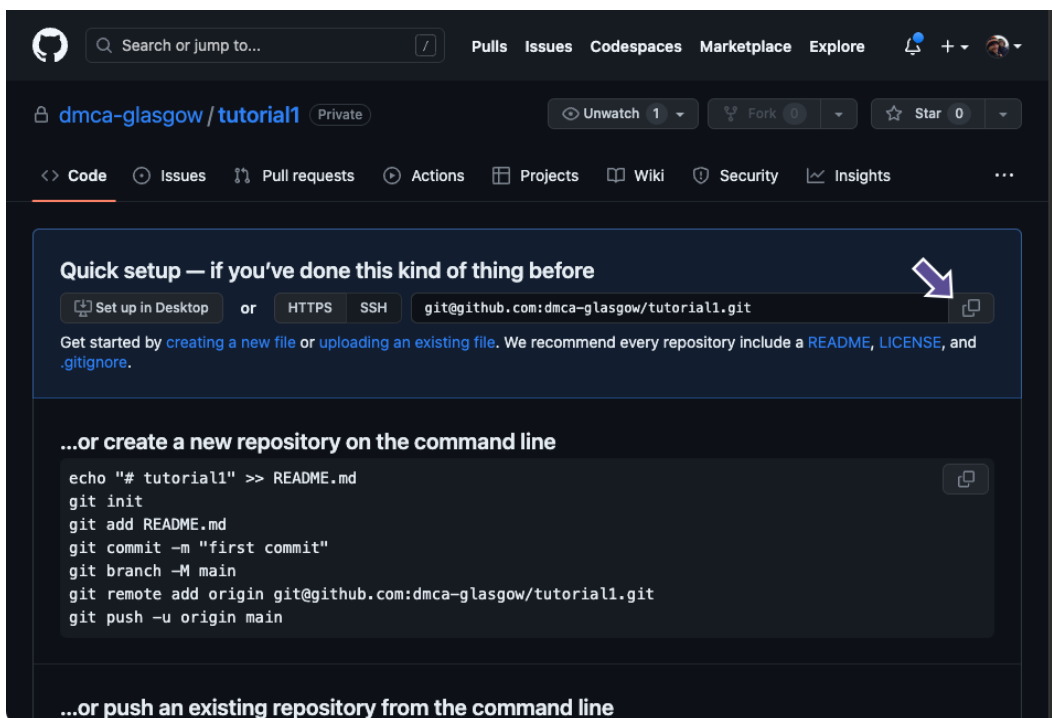 Search or jump to... /
Pulls Issues Codespaces Marketplace Explore
dmca-glasgow / tutorial1 Private
Unwatch 1 Fork 0 Star 0
Code Issues Pull requests Actions Projects Wiki Security Insights ...
Quick setup — if you’ve done this kind of thing before
Set up in Desktop or HTTPS SSH git@github.com:dmca-glasgow/tutorial1.git
Get started by creating a new file or uploading an existing file. We recommend every repository include a README, LICENSE, and
.gitignore.
...or create a new repository on the command line
echo "# tutorial1" >> README.md
git init
git add README.md
git commit -m "first commit"
git branch -M main
git remote add origin git@github.com:dmca-glasgow/tutorial1.git
git push -u origin main
...or push an existing repository from the command line